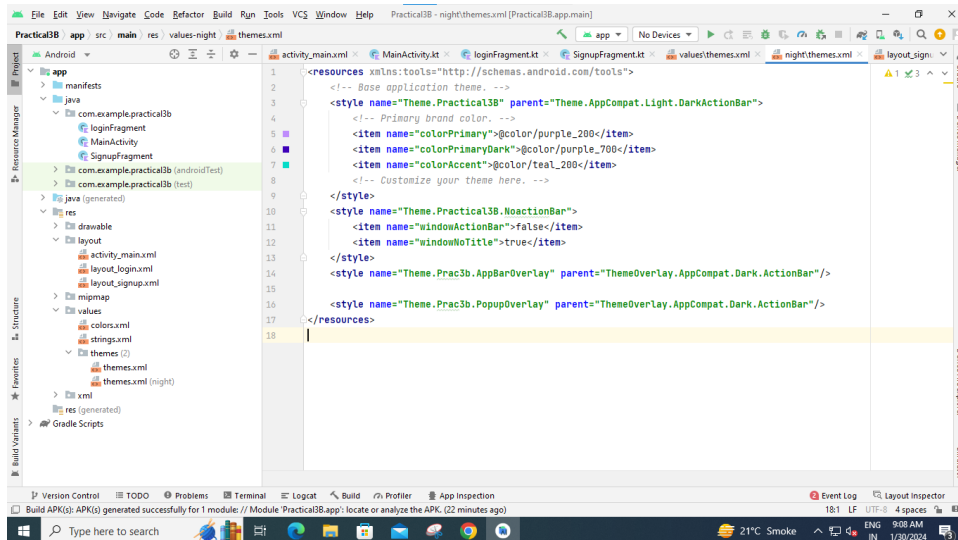 File Edit View Navigate Code Refactor Build Run Tools VCS Window Help Practical3B - night\themes.xml [Practical3B.app.main]
Practical3B app src main res values-night themes.xml app No Devices
Android
activity_main.xml MainActivity.kt loginFragment.kt SignupFragment.kt values\themes.xml night\themes.xml layout_sign
Project
Resource Manager
Structure
Favorites
Build Variants
app
manifests
java
com.example.practical3b
loginFragment
MainActivity
SignupFragment
com.example.practical3b (androidTest)
com.example.practical3b (test)
java (generated)
res
drawable
layout
activity_main.xml
layout_login.xml
layout_signup.xml
mipmap
values
colors.xml
strings.xml
themes (2)
themes.xml
themes.xml (night)
xml
res (generated)
Gradle Scripts
1 <resources xmlns:tools="http://schemas.android.com/tools"> 1 3
2 <!-- Base application theme. -->
3 <style name="Theme.Practical3B" parent="Theme.AppCompat.Light.DarkActionBar">
4 <!-- Primary brand color. -->
5 <item name="colorPrimary">@color/purple_200</item>
6 <item name="colorPrimaryDark">@color/purple_700</item>
7 <item name="colorAccent">@color/teal_200</item>
8 <!-- Customize your theme here. -->
9 </style>
10 <style name="Theme.Practical3B.NoactionBar">
11 <item name="windowActionBar">false</item>
12 <item name="windowNoTitle">true</item>
13 </style>
14 <style name="Theme.Prac3b.AppBarOverlay" parent="ThemeOverlay.AppCompat.Dark.ActionBar"/>
15
16 <style name="Theme.Prac3b.PopupOverlay" parent="ThemeOverlay.AppCompat.Dark.ActionBar"/>
17 </resources>
18
Version Control TODO Problems Terminal Logcat Build Profiler App Inspection Event Log Layout Inspector
Build APK(s): APK(s) generated successfully for 1 module: // Module 'Practical3B.app': locate or analyze the APK. (22 minutes ago) 18:1 LF UTF-8 4 spaces
Type here to search 21°C Smoke ENG 9:08 AM
IN 1/30/2024 3